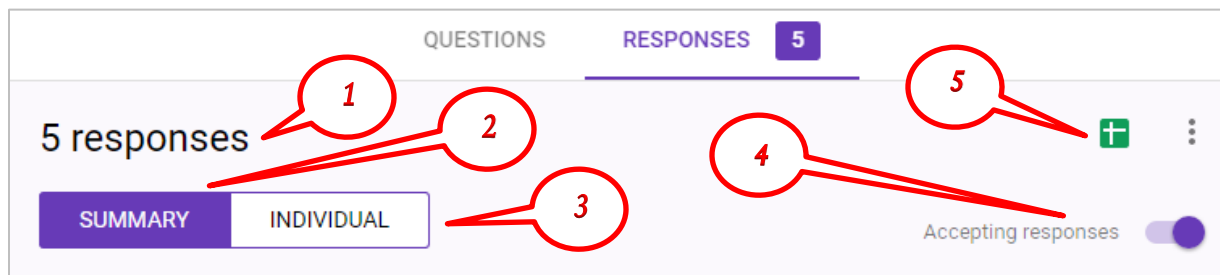 QUESTIONS RESPONSES 5
1
5
5 responses
2
4
3
SUMMARY INDIVIDUAL
Accepting responses